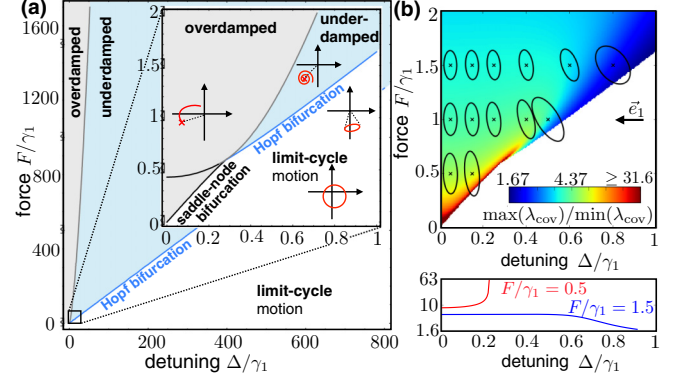 (a)
overdamped
underdamped
1400
1200
800
600
400
200
0
force F/γ₁
0
200
400
600
800
detuning Δ/γ₁
Hopf bifurcation
limit-cycle
motion
2
1.5
1
0.5
0
0
0.2
0.4
0.6
0.8
1
overdamped
under-
damped
Hopf bifurcation
saddle-node
bifurcation
limit-cycle
motion
(b)
2
1.5
1
0.5
0
force F/γ₁
e⃗₁
1.67 4.37 ≥ 31.6
max(λcov)/min(λcov)
0 0.2 0.4 0.6 0.8 1
detuning Δ/γ₁
63
10
1.6
F/γ₁ = 0.5
F/γ₁ = 1.5
0 0.2 0.4 0.6 0.8 1
detuning Δ/γ₁